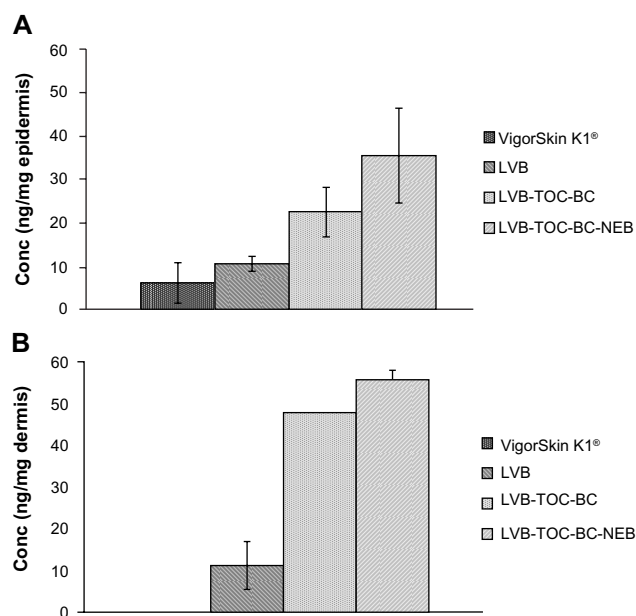 A
60
50
40
30
20
10
0
Conc (ng/mg epidermis)
VigorSkin K1®
LVB
LVB-TOC-BC
LVB-TOC-BC-NEB
B
60
50
40
30
20
10
0
Conc (ng/mg dermis)
VigorSkin K1®
LVB
LVB-TOC-BC
LVB-TOC-BC-NEB